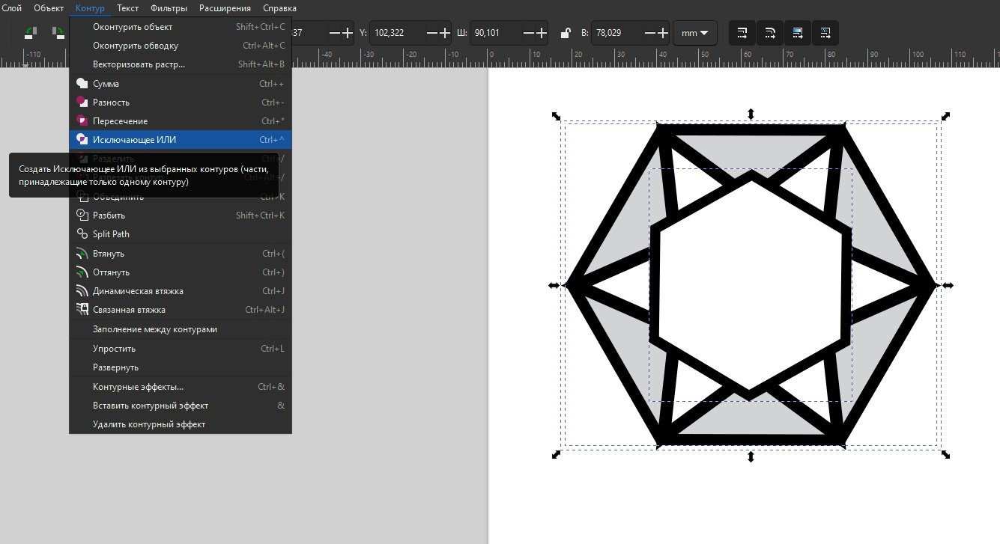 Слой Объект Контур Текст Фильтры Расширения Справка
Оконтурить объект Shift+Ctrl+C
37 Y: 102,322 Ш: 90,101 В: 78,029 mm
Оконтурить обводку Ctrl+Alt+C
-110 -40 -30 -20 -10 0 10 20 30 40 50 60 70 80 90 100 110
Векторизовать растр... Shift+Alt+B
Сумма Ctrl++
Разность Ctrl+-
Пересечение Ctrl+*
Исключающее ИЛИ Ctrl+^
Разделить Ctrl+/
Создать Исключающее ИЛИ из выбранных контуров (части,
принадлежащие только одному контуру)
Разрезать контур Ctrl+Alt+/
Объединить Ctrl+K
Разбить Shift+Ctrl+K
Split Path
Втянуть Ctrl+(
Оттянуть Ctrl+)
Динамическая втяжка Ctrl+J
Связанная втяжка Ctrl+Alt+J
Заполнение между контурами
Упростить Ctrl+L
Развернуть
Контурные эффекты... Ctrl+&
Вставить контурный эффект &
Удалить контурный эффект